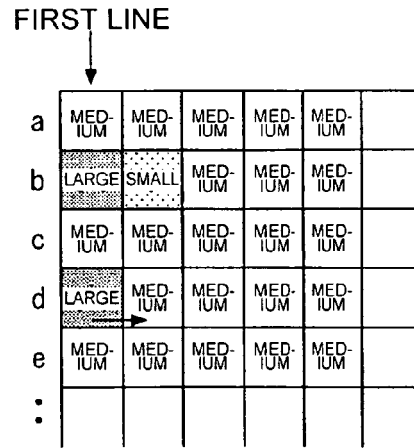 FIRST LINE
a MED-IUM MED-IUM MED-IUM MED-IUM MED-IUM
b LARGE SMALL MED-IUM MED-IUM MED-IUM
c MED-IUM MED-IUM MED-IUM MED-IUM MED-IUM
d LARGE MED-IUM MED-IUM MED-IUM MED-IUM
e MED-IUM MED-IUM MED-IUM MED-IUM MED-IUM
: